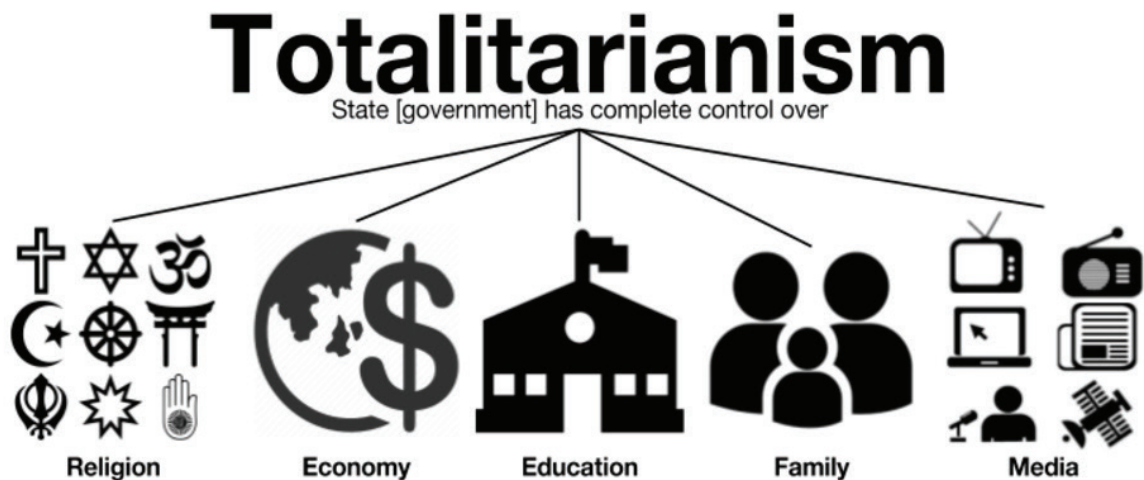 Totalitarianism
State [government] has complete control over
Religion
Economy
Education
Family
Media